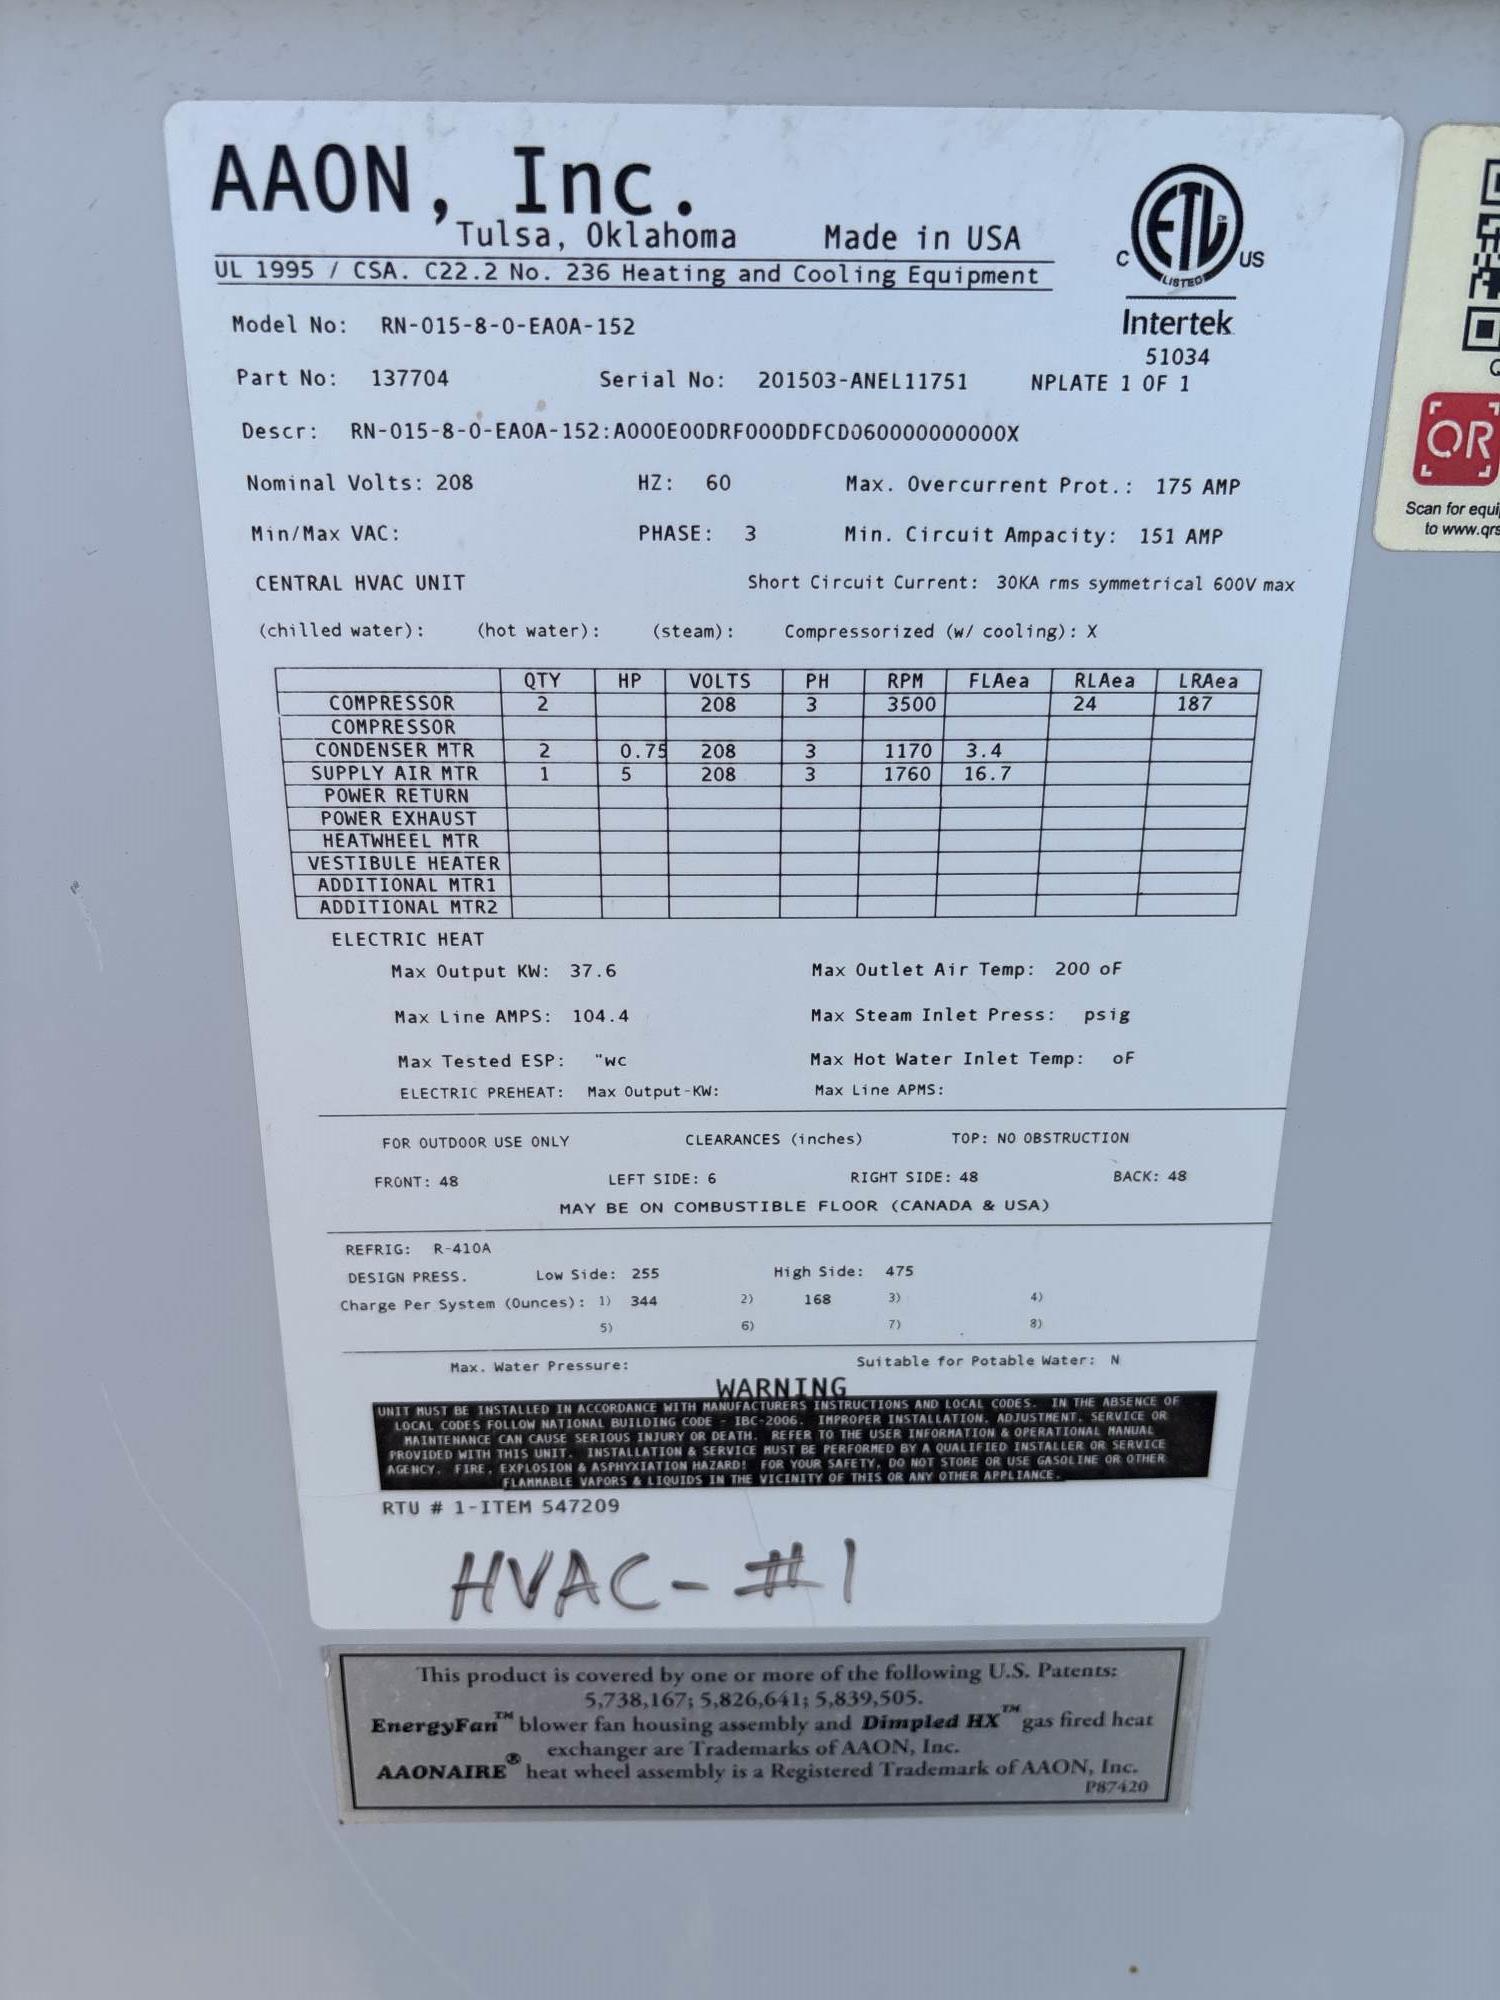 AAON, Inc.
Tulsa, Oklahoma Made in USA
UL 1995 / CSA. C22.2 No. 236 Heating and Cooling Equipment
ETL CM
LISTED
C US
Intertek
51034
Model No: RN-015-8-0-EA0A-152
Part No: 137704 Serial No: 201503-ANEL11751 NPLATE 1 OF 1
Descr: RN-015-8-0-EA0A-152:A000E00DRF000DDFCD060000000000X
Nominal Volts: 208 HZ: 60 Max. Overcurrent Prot.: 175 AMP
Min/Max VAC: PHASE: 3 Min. Circuit Ampacity: 151 AMP
CENTRAL HVAC UNIT Short Circuit Current: 30KA rms symmetrical 600V max
(chilled water): (hot water): (steam): Compressorized (w/ cooling): X
QTY HP VOLTS PH RPM FLAea RLAea LRAea
COMPRESSOR 2 208 3 3500 24 187
COMPRESSOR
CONDENSER MTR 2 0.75 208 3 1170 3.4
SUPPLY AIR MTR 1 5 208 3 1760 16.7
POWER RETURN
POWER EXHAUST
HEATWHEEL MTR
VESTIBULE HEATER
ADDITIONAL MTR1
ADDITIONAL MTR2
ELECTRIC HEAT
Max Output KW: 37.6 Max Outlet Air Temp: 200 oF
Max Line AMPS: 104.4 Max Steam Inlet Press: psig
Max Tested ESP: "wc Max Hot Water Inlet Temp: oF
ELECTRIC PREHEAT: Max Output-KW: Max Line APMS:
FOR OUTDOOR USE ONLY CLEARANCES (inches) TOP: NO OBSTRUCTION
FRONT: 48 LEFT SIDE: 6 RIGHT SIDE: 48 BACK: 48
MAY BE ON COMBUSTIBLE FLOOR (CANADA & USA)
REFRIG: R-410A
DESIGN PRESS. Low Side: 255 High Side: 475
Charge Per System (Ounces): 1) 344 2) 168 3) 4)
5) 6) 7) 8)
Max. Water Pressure: Suitable for Potable Water: N
WARNING
UNIT MUST BE INSTALLED IN ACCORDANCE WITH MANUFACTURERS INSTRUCTIONS AND LOCAL CODES. IN THE ABSENCE OF
LOCAL CODES FOLLOW NATIONAL BUILDING CODE - IBC-2006. IMPROPER INSTALLATION, ADJUSTMENT, SERVICE OR
MAINTENANCE CAN CAUSE SERIOUS INJURY OR DEATH. REFER TO THE USER INFORMATION & OPERATIONAL MANUAL
PROVIDED WITH THIS UNIT. INSTALLATION & SERVICE MUST BE PERFORMED BY A QUALIFIED INSTALLER OR SERVICE
AGENCY. FIRE, EXPLOSION & ASPHYXIATION HAZARD! FOR YOUR SAFETY, DO NOT STORE OR USE GASOLINE OR OTHER
FLAMMABLE VAPORS & LIQUIDS IN THE VICINITY OF THIS OR ANY OTHER APPLIANCE.
RTU # 1-ITEM 547209
HVAC-#1
This product is covered by one or more of the following U.S. Patents:
5,738,167; 5,826,641; 5,839,505.
EnergyFan™ blower fan housing assembly and Dimpled HX™ gas fired heat
exchanger are Trademarks of AAON, Inc.
AAONAIRE® heat wheel assembly is a Registered Trademark of AAON, Inc.
P87420
QR
Scan for equi
to www.qrs